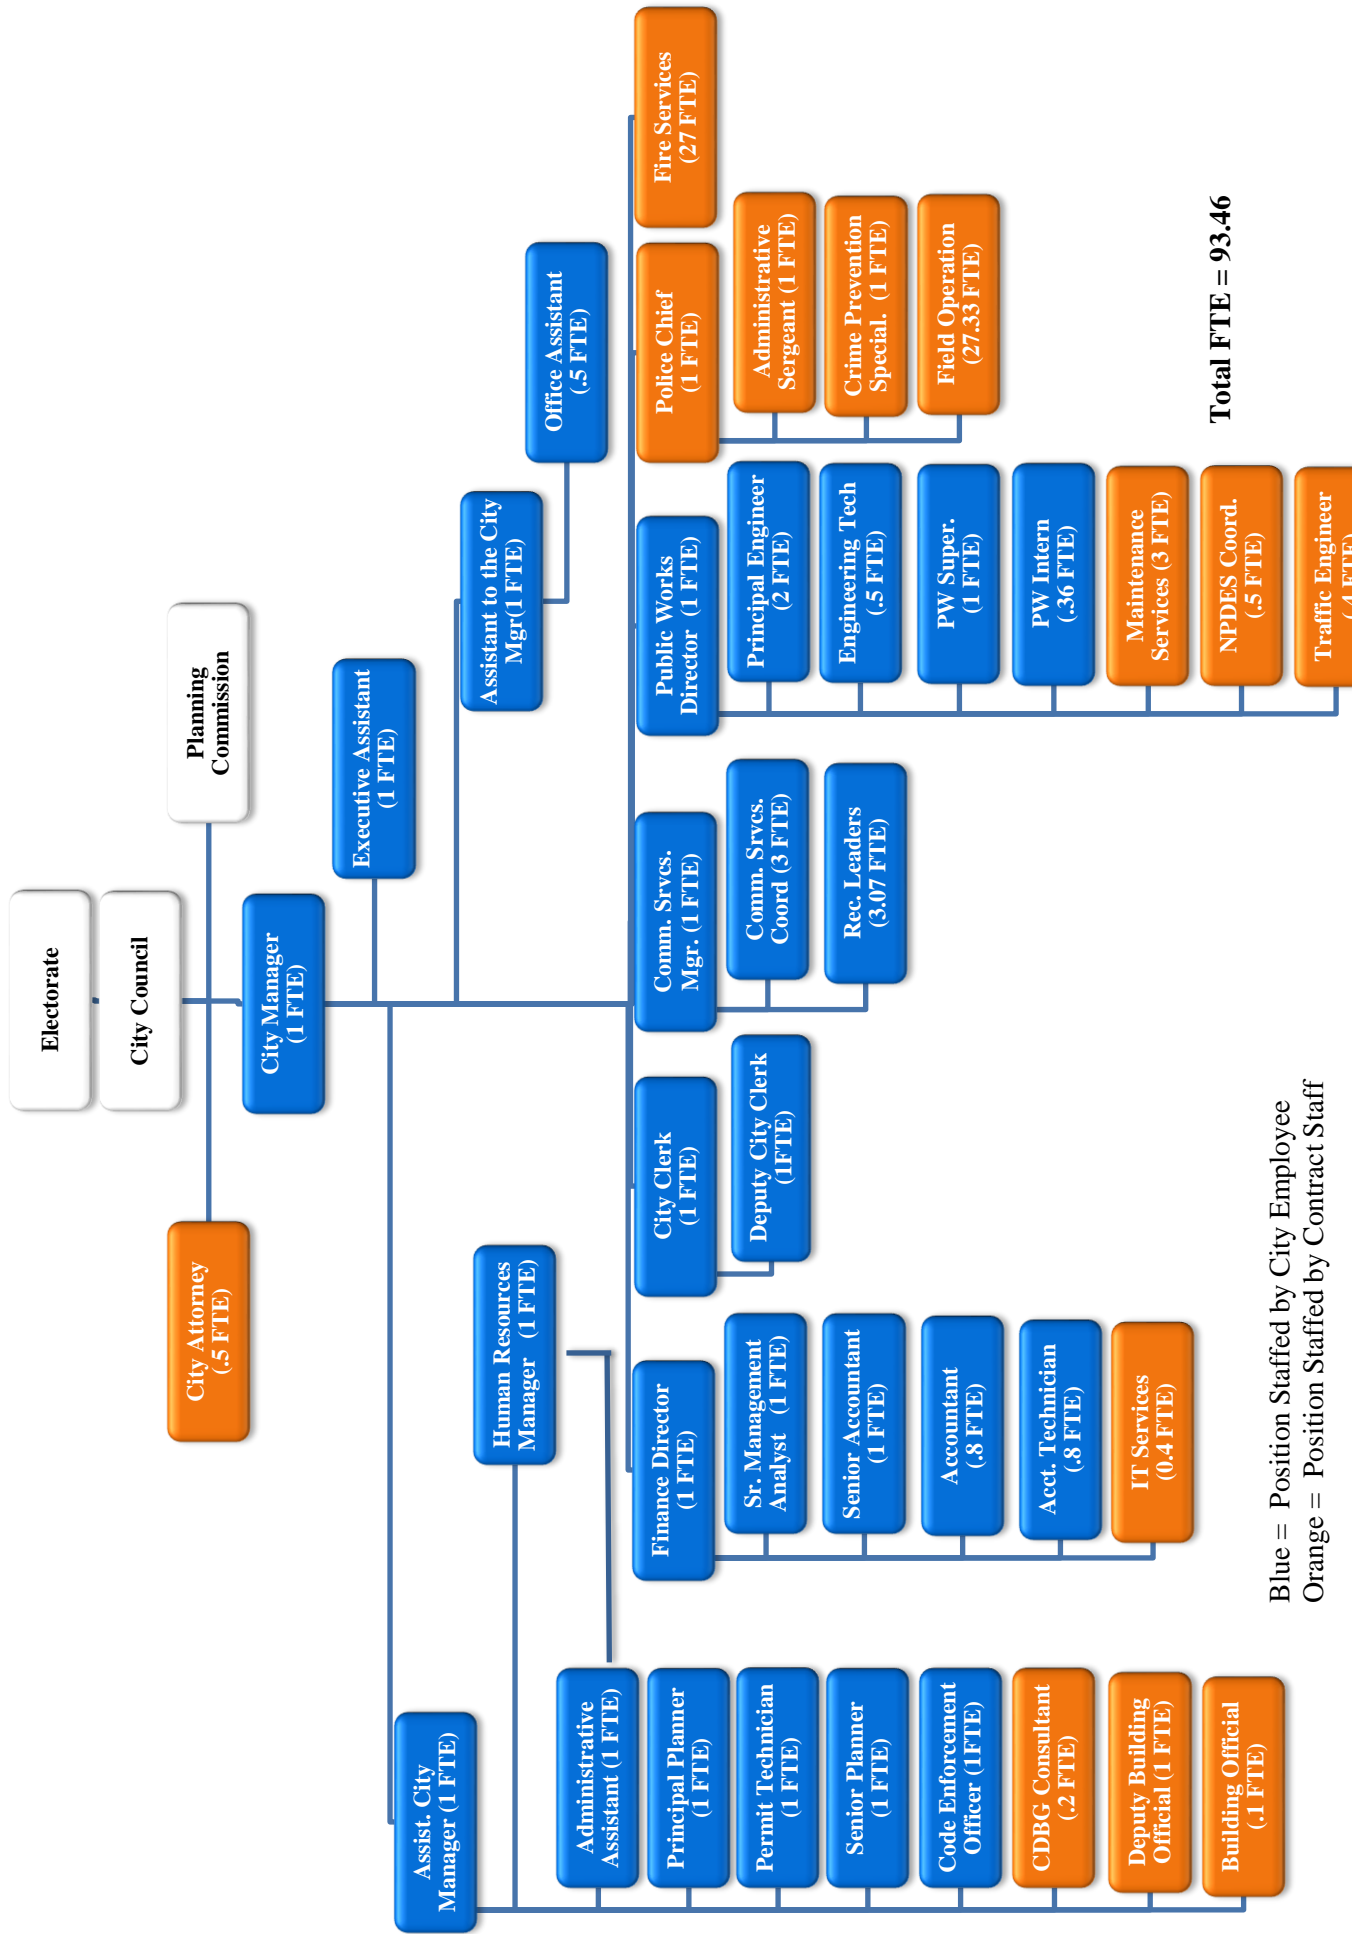 Electorate
City Council
City Attorney
(.5 FTE)
Planning
Commission
City Manager
(1 FTE)
Executive Assistant
(1 FTE)
Assist. City
Manager (1 FTE)
Assistant to the City
Mgr(1 FTE)
Human Resources
Manager (1 FTE)
Office Assistant
(.5 FTE)
Administrative
Assistant (1 FTE)
Principal Planner
(1 FTE)
Permit Technician
(1 FTE)
Senior Planner
(1 FTE)
Code Enforcement
Officer (1FTE)
CDBG Consultant
(.2 FTE)
Deputy Building
Official (1 FTE)
Building Official
(.1 FTE)
Finance Director
(1 FTE)
Sr. Management
Analyst (1 FTE)
Senior Accountant
(1 FTE)
Accountant
(.8 FTE)
Acct. Technician
(.8 FTE)
IT Services
(0.4 FTE)
City Clerk
(1 FTE)
Deputy City Clerk
(1FTE)
Comm. Srvcs.
Mgr. (1 FTE)
Comm. Srvcs.
Coord (3 FTE)
Rec. Leaders
(3.07 FTE)
Public Works
Director (1 FTE)
Principal Engineer
(2 FTE)
Engineering Tech
(.5 FTE)
PW Super.
(1 FTE)
PW Intern
(.36 FTE)
Maintenance
Services (3 FTE)
NPDES Coord.
(.5 FTE)
Traffic Engineer
(.4 FTE)
Police Chief
(1 FTE)
Administrative
Sergeant (1 FTE)
Crime Prevention
Special. (1 FTE)
Field Operation
(27.33 FTE)
Fire Services
(27 FTE)
Total FTE = 93.46
Blue = Position Staffed by City Employee
Orange = Position Staffed by Contract Staff